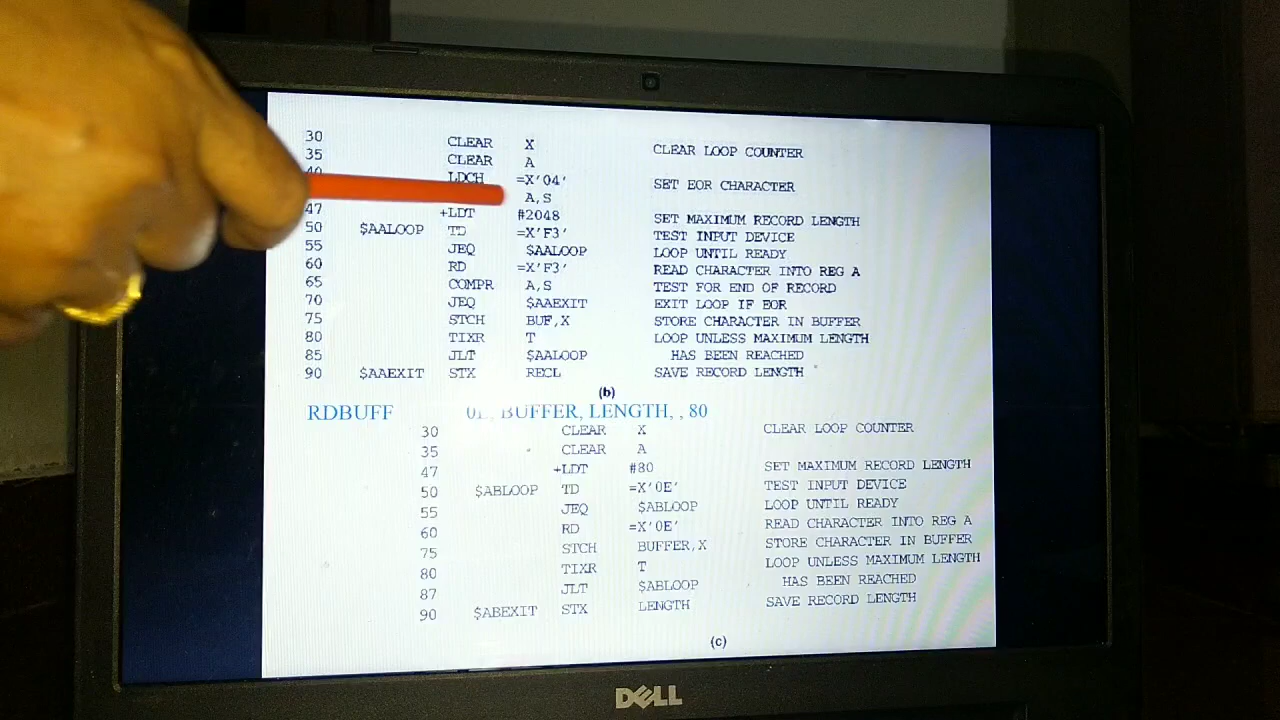 30 CLEAR X CLEAR LOOP COUNTER
35 CLEAR A
40 LDCH =X'04' SET EOR CHARACTER
A,S
47 +LDT #2048 SET MAXIMUM RECORD LENGTH
50 $AALOOP TD =X'F3' TEST INPUT DEVICE
55 JEQ $AALOOP LOOP UNTIL READY
60 RD =X'F3' READ CHARACTER INTO REG A
65 COMPR A,S TEST FOR END OF RECORD
70 JEQ $AAEXIT EXIT LOOP IF EOR
75 STCH BUF,X STORE CHARACTER IN BUFFER
80 TIXR T LOOP UNLESS MAXIMUM LENGTH
85 JLT $AALOOP HAS BEEN REACHED
90 $AAEXIT STX RECL SAVE RECORD LENGTH
(b)
RDBUFF 0E, BUFFER, LENGTH, , 80
30 CLEAR X CLEAR LOOP COUNTER
35 CLEAR A
47 +LDT #80 SET MAXIMUM RECORD LENGTH
50 $ABLOOP TD =X'0E' TEST INPUT DEVICE
55 JEQ $ABLOOP LOOP UNTIL READY
60 RD =X'0E' READ CHARACTER INTO REG A
75 STCH BUFFER,X STORE CHARACTER IN BUFFER
80 TIXR T LOOP UNLESS MAXIMUM LENGTH
87 JLT $ABLOOP HAS BEEN REACHED
90 $ABEXIT STX LENGTH SAVE RECORD LENGTH
(c)
DELL